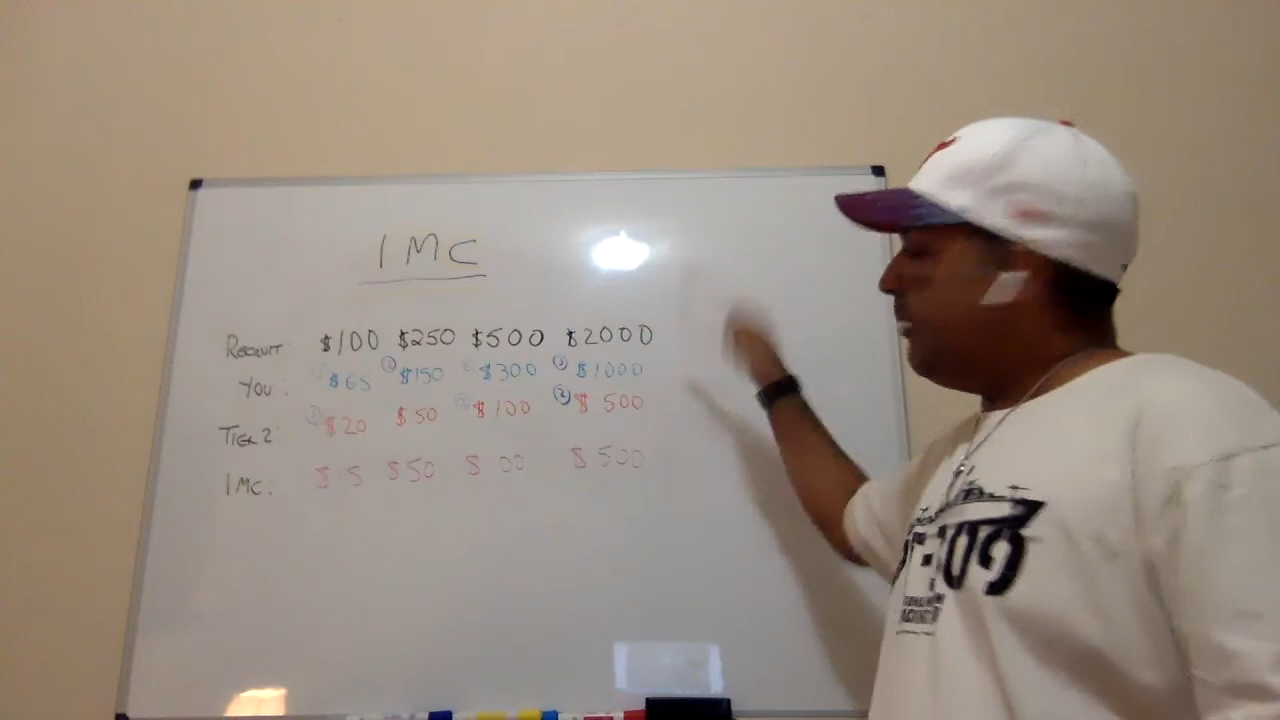 IMC
RECRUIT $100 $250 $500 $2000
YOU: $65 $150 $300 $1000
TIER 2: $20 $50 $100 $500
IMC: $ 5 $50 $ 00 $500